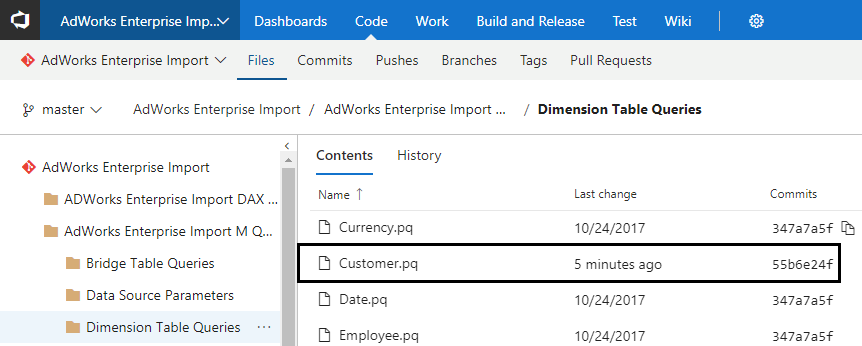 AdWorks Enterprise Import... Dashboards Code Work Build and Release Test Wiki
AdWorks Enterprise Import Files Commits Pushes Branches Tags Pull Requests
master AdWorks Enterprise Import / AdWorks Enterprise Import ... / Dimension Table Queries
AdWorks Enterprise Import
ADWorks Enterprise Import DAX ...
AdWorks Enterprise Import M Q...
Bridge Table Queries
Data Source Parameters
Dimension Table Queries ...
Contents History
Name ↑ Last change Commits
Currency.pq 10/24/2017 347a7a5f
Customer.pq 5 minutes ago 55b6e24f
Date.pq 10/24/2017 347a7a5f
Employee.pq 10/24/2017 347a7a5f